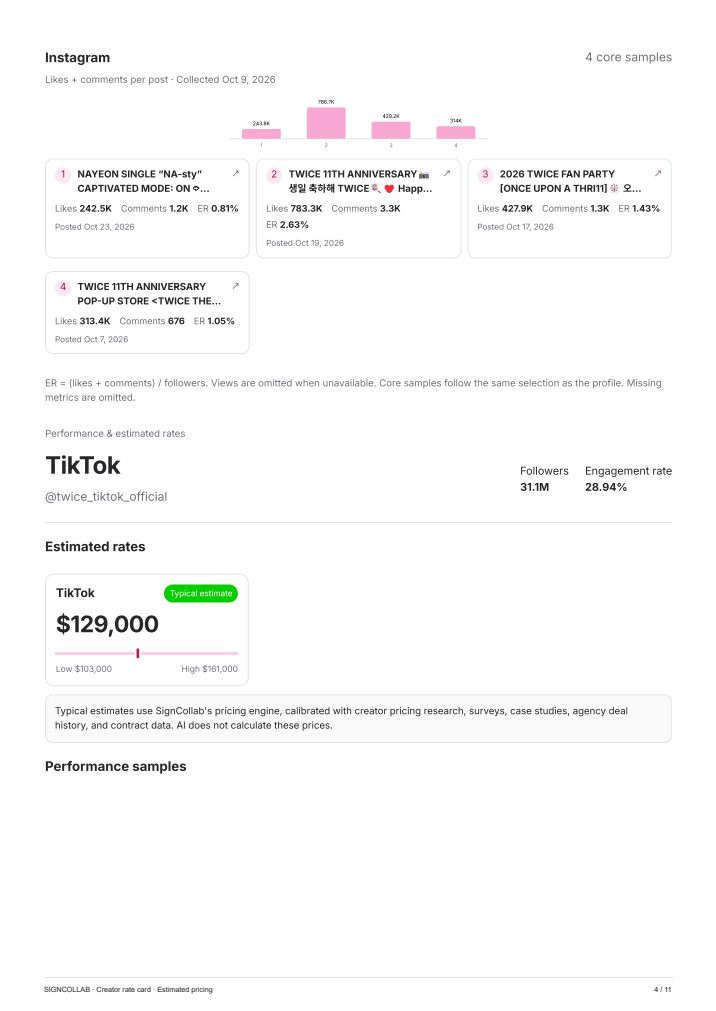 Instagram
4 core samples
Likes + comments per post · Collected Oct 9, 2026
243.8K
786.7K
429.2K
314K
1
2
3
4
1 NAYEON SINGLE “NA-sty” ↗
CAPTIVATED MODE: ON ...
Likes 242.5K Comments 1.2K ER 0.81%
Posted Oct 23, 2026
2 TWICE 11TH ANNIVERSARY📸 ↗
생일 축하해 TWICE🍭 ❤️ Happ...
Likes 783.3K Comments 3.3K
ER 2.63%
Posted Oct 19, 2026
3 2026 TWICE FAN PARTY ↗
[ONCE UPON A THRI11] 🎡 오...
Likes 427.9K Comments 1.3K ER 1.43%
Posted Oct 17, 2026
4 TWICE 11TH ANNIVERSARY ↗
POP-UP STORE <TWICE THE...
Likes 313.4K Comments 676 ER 1.05%
Posted Oct 7, 2026
ER = (likes + comments) / followers. Views are omitted when unavailable. Core samples follow the same selection as the profile. Missing
metrics are omitted.
Performance & estimated rates
TikTok
@twice_tiktok_official
Followers
31.1M
Engagement rate
28.94%
Estimated rates
TikTok
Typical estimate
$129,000
Low $103,000
High $161,000
Typical estimates use SignCollab's pricing engine, calibrated with creator pricing research, surveys, case studies, agency deal
history, and contract data. AI does not calculate these prices.
Performance samples
SIGNCOLLAB · Creator rate card · Estimated pricing
4 / 11